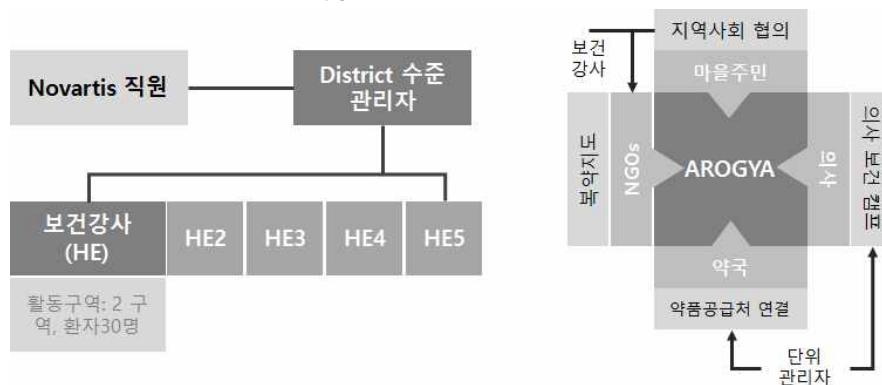 Novartis 직원
District 수준
관리자
보건강사
(HE)
HE2
HE3
HE4
HE5
활동구역: 2 구
역, 환자30명
보건
강사
지역사회 협의
마을주민
복약지도
NGOs
AROGYA
의사
의사 보건 캠프
약국
약품공급처 연결
단위
관리자